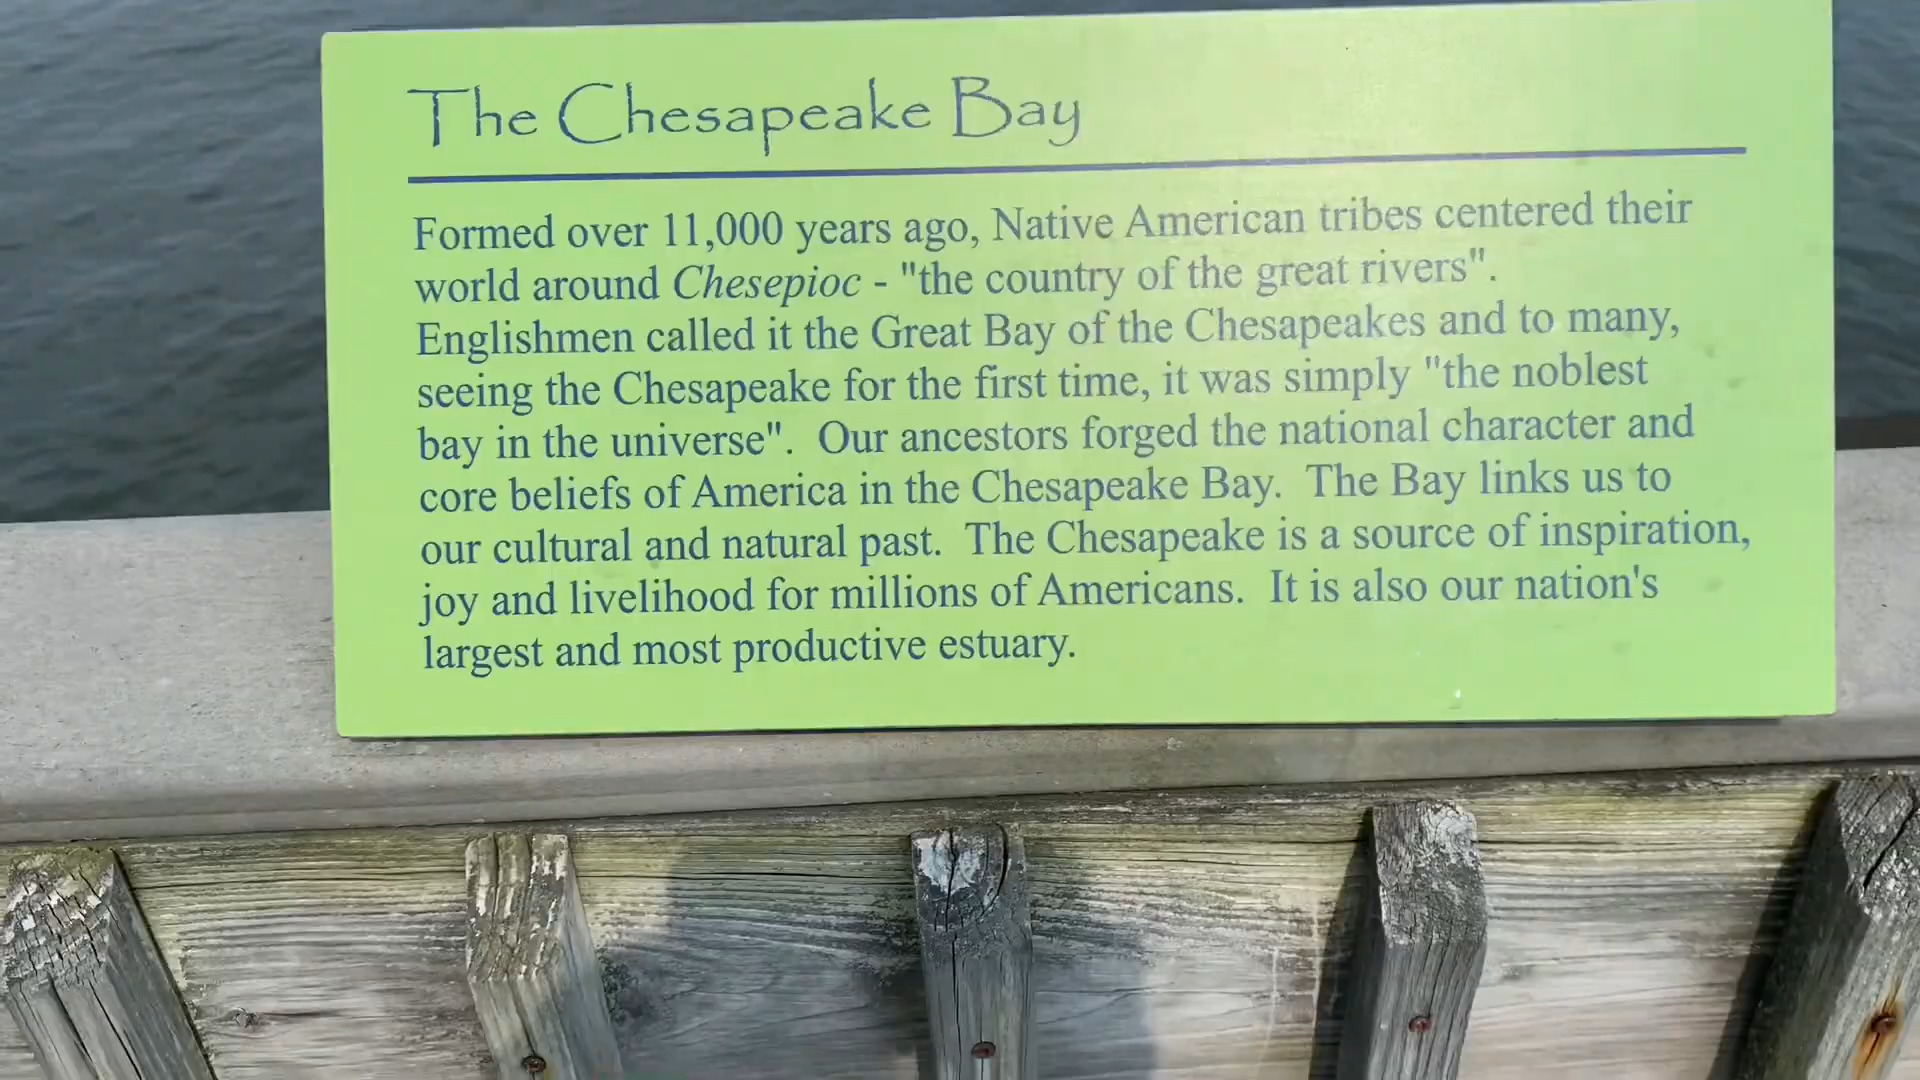 The Chesapeake Bay
Formed over 11,000 years ago, Native American tribes centered their
world around Chesepioc - "the country of the great rivers".
Englishmen called it the Great Bay of the Chesapeakes and to many,
seeing the Chesapeake for the first time, it was simply "the noblest
bay in the universe".  Our ancestors forged the national character and
core beliefs of America in the Chesapeake Bay.  The Bay links us to
our cultural and natural past.  The Chesapeake is a source of inspiration,
joy and livelihood for millions of Americans.  It is also our nation's
largest and most productive estuary.